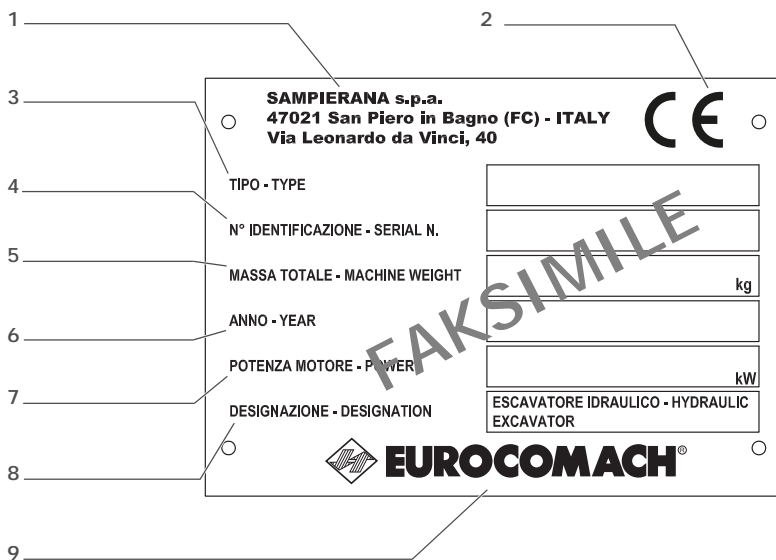 1
2
3
SAMPIERANA s.p.a.
47021 San Piero in Bagno (FC) - ITALY
Via Leonardo da Vinci, 40
CE
TIPO - TYPE
4
N° IDENTIFICAZIONE - SERIAL N.
5
MASSA TOTALE - MACHINE WEIGHT
kg
6
ANNO - YEAR
7
POTENZA MOTORE - POWER
kW
8
DESIGNAZIONE - DESIGNATION
ESCAVATORE IDRAULICO - HYDRAULIC
EXCAVATOR
FAKSIMILE
EUROCOMACH®
9